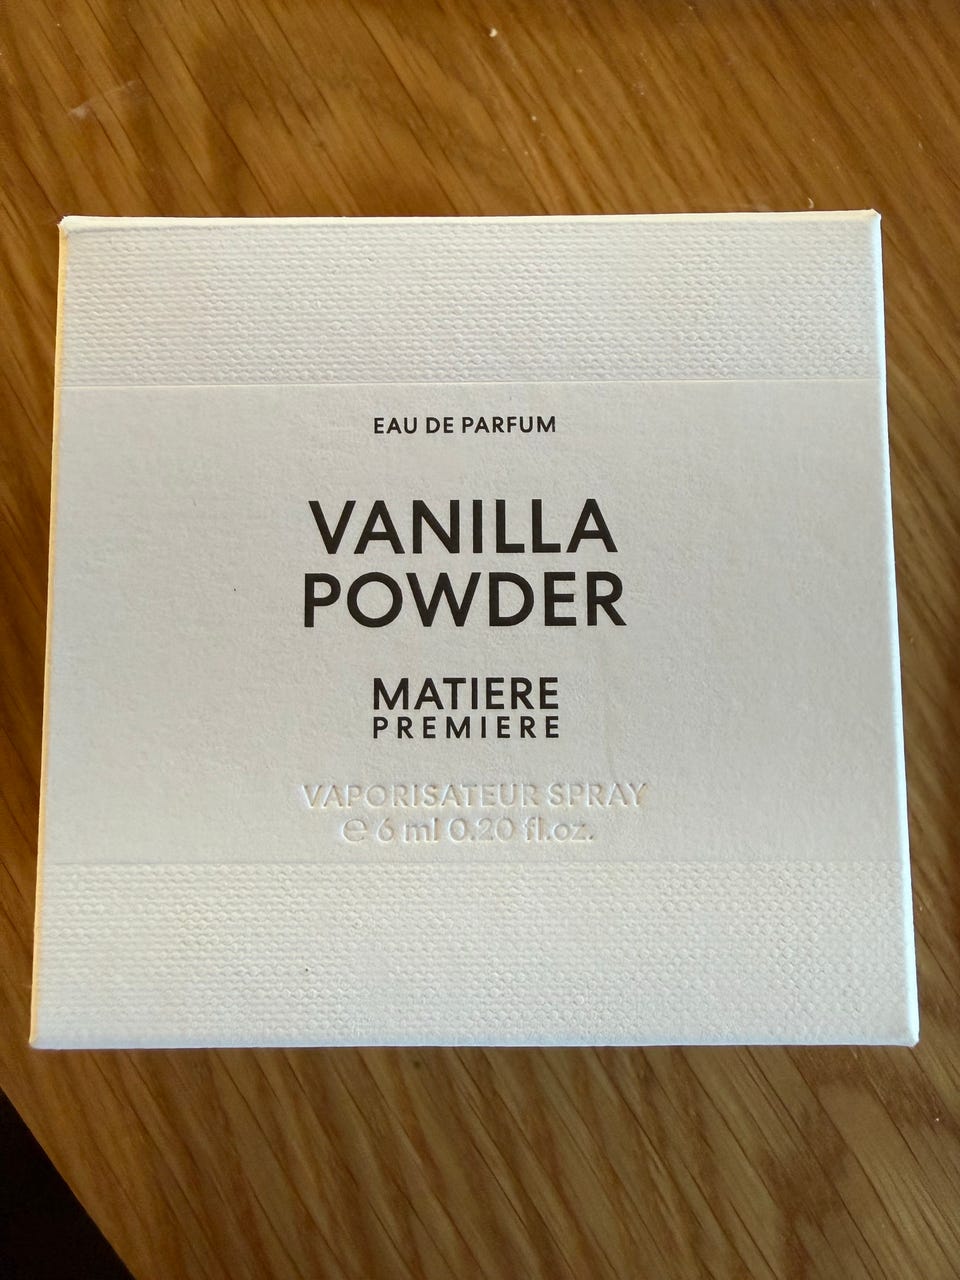 EAU DE PARFUM
VANILLA
POWDER
MATIERE
PREMIERE
VAPORISATEUR SPRAY
℮ 6 ml 0.20 fl.oz.